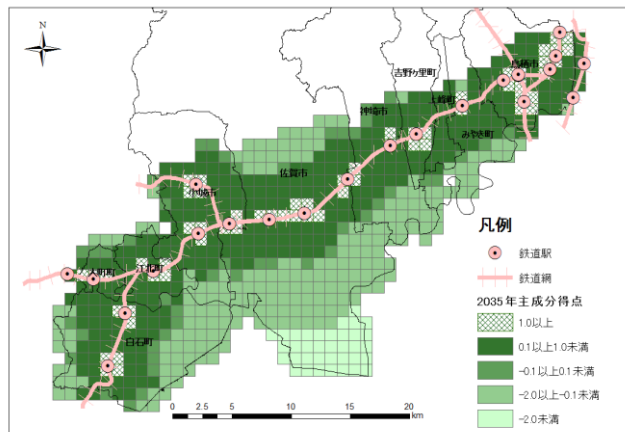 N
鳥栖市
吉野ヶ里町
上峰町
神埼市
みやき町
佐賀市
小城市
江北町
大町町
白石町
凡例
鉄道駅
鉄道網
2035年主成分得点
1.0以上
0.1以上1.0未満
-0.1以上0.1未満
-2.0以上-0.1未満
-2.0未満
0 2.5 5 10 15 20
km